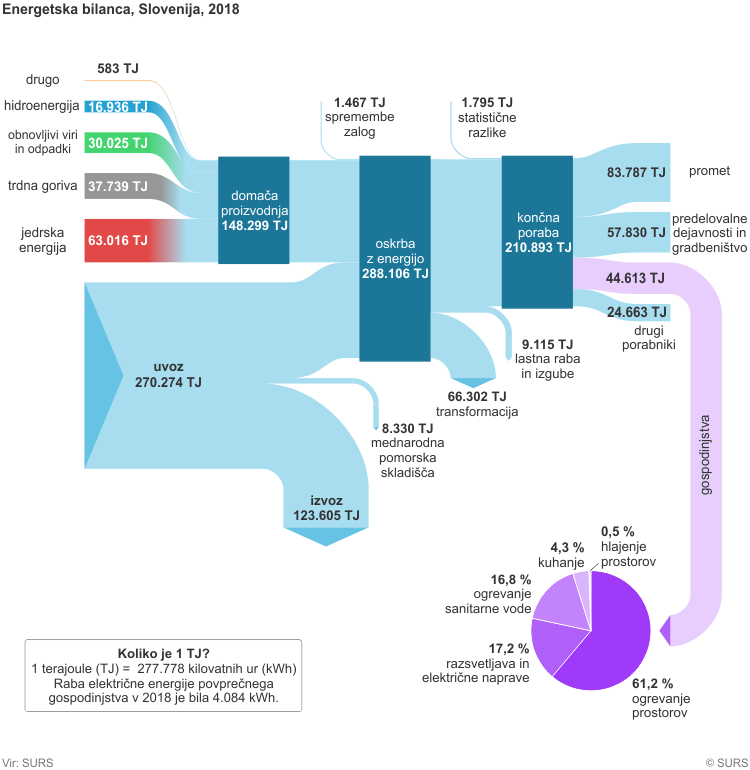 Energetska bilanca, Slovenija, 2018
583 TJ
drugo
hidroenergija
16.936 TJ
obnovljivi viri
in odpadki
30.025 TJ
trdna goriva
37.739 TJ
jedrska
energija
63.016 TJ
domača
proizvodnja
148.299 TJ
1.467 TJ
spremembe
zalog
oskrba
z energijo
288.106 TJ
1.795 TJ
statistične
razlike
končna
poraba
210.893 TJ
83.787 TJ
promet
57.830 TJ
predelovalne
dejavnosti in
gradbeništvo
44.613 TJ
24.663 TJ
drugi
porabniki
uvoz
270.274 TJ
9.115 TJ
lastna raba
in izgube
66.302 TJ
transformacija
8.330 TJ
mednarodna
pomorska
skladišča
izvoz
123.605 TJ
gospodinjstva
0,5 %
hlajenje
prostorov
4,3 %
kuhanje
16,8 %
ogrevanje
sanitarne vode
17,2 %
razsvetljava in
električne naprave
61,2 %
ogrevanje
prostorov
Koliko je 1 TJ?
1 terajoule (TJ) = 277.778 kilovatnih ur (kWh)
Raba električne energije povprečnega
gospodinjstva v 2018 je bila 4.084 kWh.
Vir: SURS
© SURS